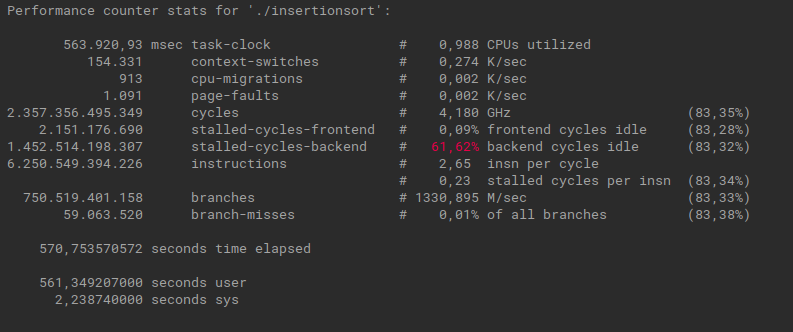 Performance counter stats for './insertionsort':
563.920,93 msec task-clock # 0,988 CPUs utilized
154.331 context-switches # 0,274 K/sec
913 cpu-migrations # 0,002 K/sec
1.091 page-faults # 0,002 K/sec
2.357.356.495.349 cycles # 4,180 GHz (83,35%)
2.151.176.690 stalled-cycles-frontend # 0,09% frontend cycles idle (83,28%)
1.452.514.198.307 stalled-cycles-backend # 61,62% backend cycles idle (83,32%)
6.250.549.394.226 instructions # 2,65 insn per cycle
# 0,23 stalled cycles per insn (83,34%)
750.519.401.158 branches # 1330,895 M/sec (83,33%)
59.063.520 branch-misses # 0,01% of all branches (83,38%)
570,753570572 seconds time elapsed
561,349207000 seconds user
2,238740000 seconds sys